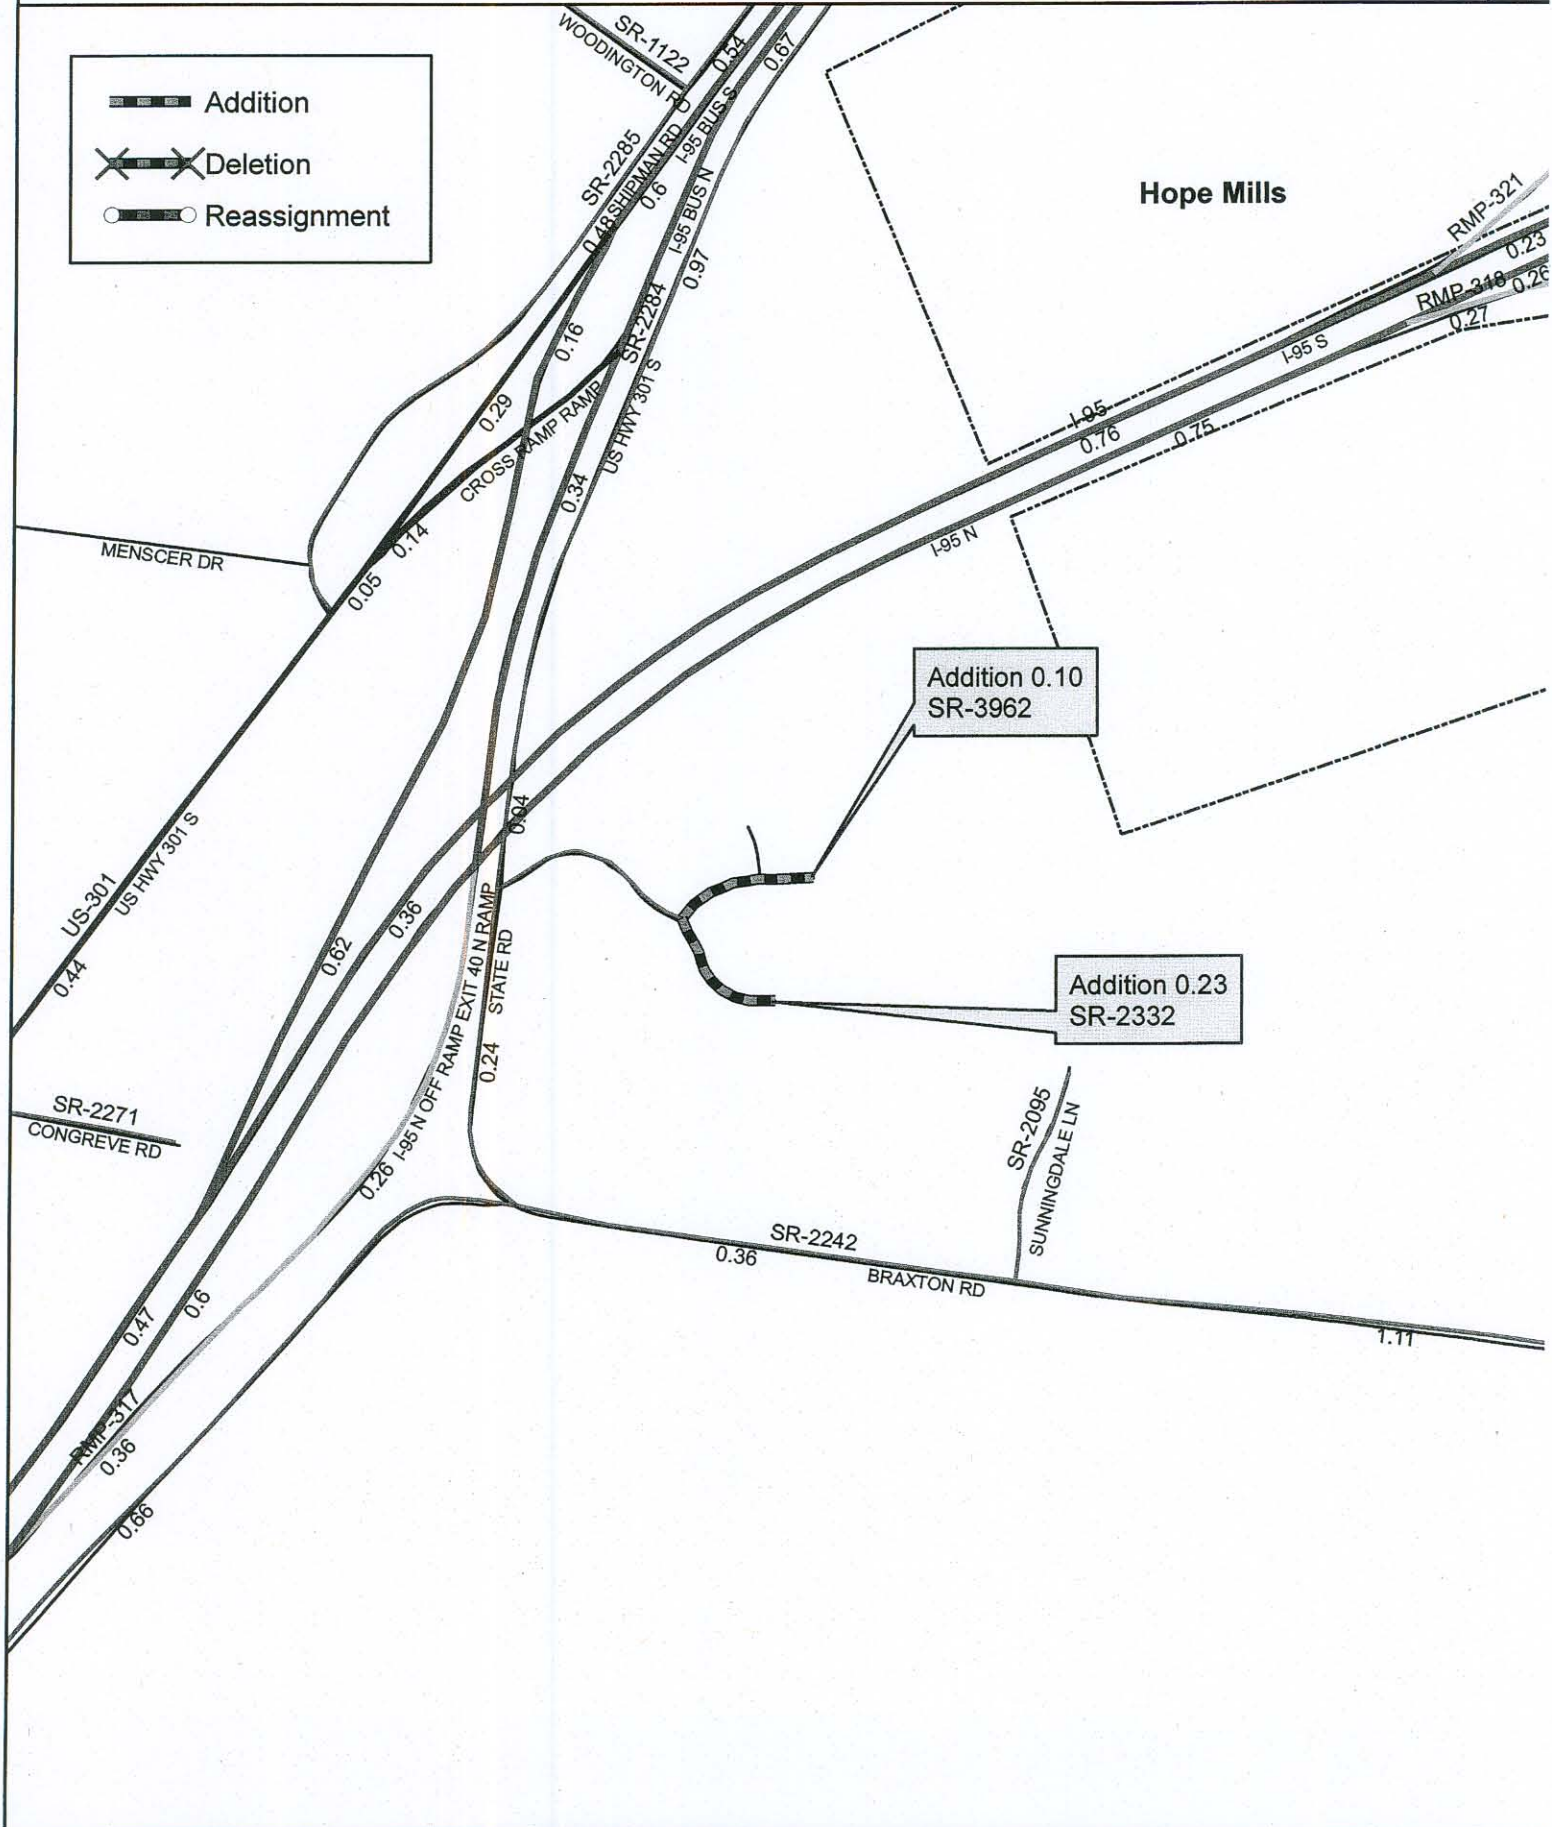 SR-1122
WOODINGTON RD
0.54
0.67
Addition
Deletion
Reassignment
SR-2285
SHIPMAN RD
I-95 BUS S
0.48
0.6
I-95 BUS N
0.97
Hope Mills
RMP-321
0.23
RMP-318
0.26
0.27
I-95 S
0.16
SR-2284
US HWY 301 S
0.29
CROSS RAMP RAMP
0.34
I-95
0.76
0.75
I-95 N
MENSCER DR
0.14
0.05
Addition 0.10
SR-3962
0.04
US-301
US HWY 301 S
0.44
0.36
0.62
I-95 N OFF RAMP EXIT 40 N RAMP
STATE RD
0.24
Addition 0.23
SR-2332
SR-2271
CONGREVE RD
0.26
SR-2095
SUNNINGDALE LN
SR-2242
0.36
BRAXTON RD
1.11
0.47
0.6
RMP-317
0.36
0.66